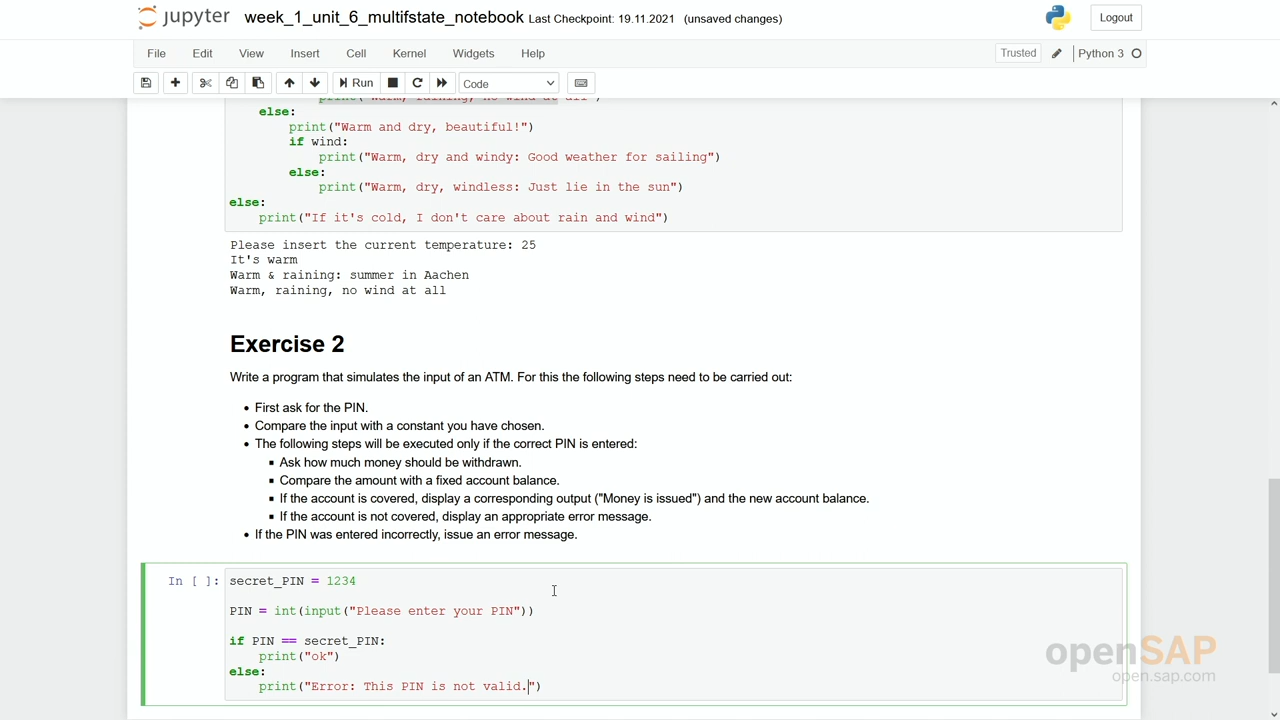 jupyter week_1_unit_6_multifstate_notebook Last Checkpoint: 19.11.2021 (unsaved changes) Logout
File Edit View Insert Cell Kernel Widgets Help Trusted Python 3
Run Code
else:
print("Warm and dry, beautiful!")
if wind:
print("Warm, dry and windy: Good weather for sailing")
else:
print("Warm, dry, windless: Just lie in the sun")
else:
print("If it's cold, I don't care about rain and wind")
Please insert the current temperature: 25
It's warm
Warm & raining: summer in Aachen
Warm, raining, no wind at all
Exercise 2
Write a program that simulates the input of an ATM. For this the following steps need to be carried out:
• First ask for the PIN.
• Compare the input with a constant you have chosen.
• The following steps will be executed only if the correct PIN is entered:
▪ Ask how much money should be withdrawn.
▪ Compare the amount with a fixed account balance.
▪ If the account is covered, display a corresponding output ("Money is issued") and the new account balance.
▪ If the account is not covered, display an appropriate error message.
• If the PIN was entered incorrectly, issue an error message.
In [ ]: secret_PIN = 1234
PIN = int(input("Please enter your PIN"))
if PIN == secret_PIN:
print("ok")
else:
print("Error: This PIN is not valid.")
openSAP
open.sap.com